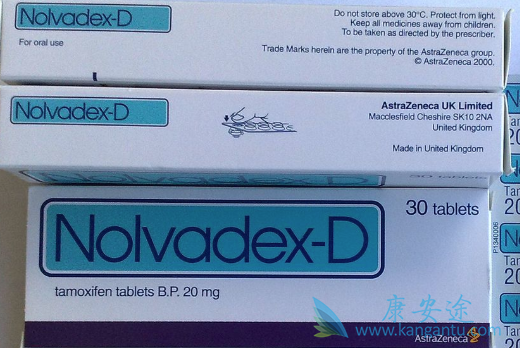 Nolvadex-D
For oral use
Do not store above 30°C. Protect from light.
Keep all medicines away from children.
To be taken as directed by the prescriber.
Trade Marks herein are the property of the AstraZeneca group.
© AstraZeneca 2000.
Nolvadex-D
AstraZeneca UK Limited
Macclesfield Cheshire SK10 2NA
United Kingdom
Made in United Kingdom
30 tablets
Nolvadex-D
30 tablets
tamoxifen tablets B.P. 20 mg
AstraZeneca
P1340006
康安途
www.kangantu.com